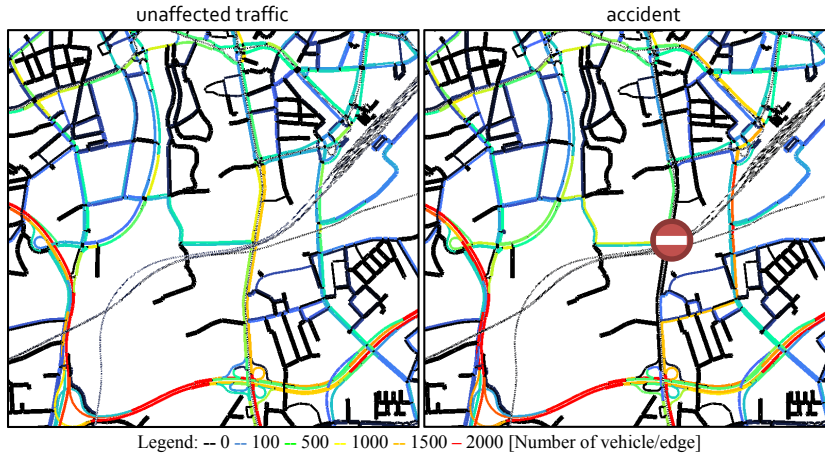 unaffected traffic
accident
Legend: -- 0 -- 100 -- 500 -- 1000 -- 1500 -- 2000 [Number of vehicle/edge]